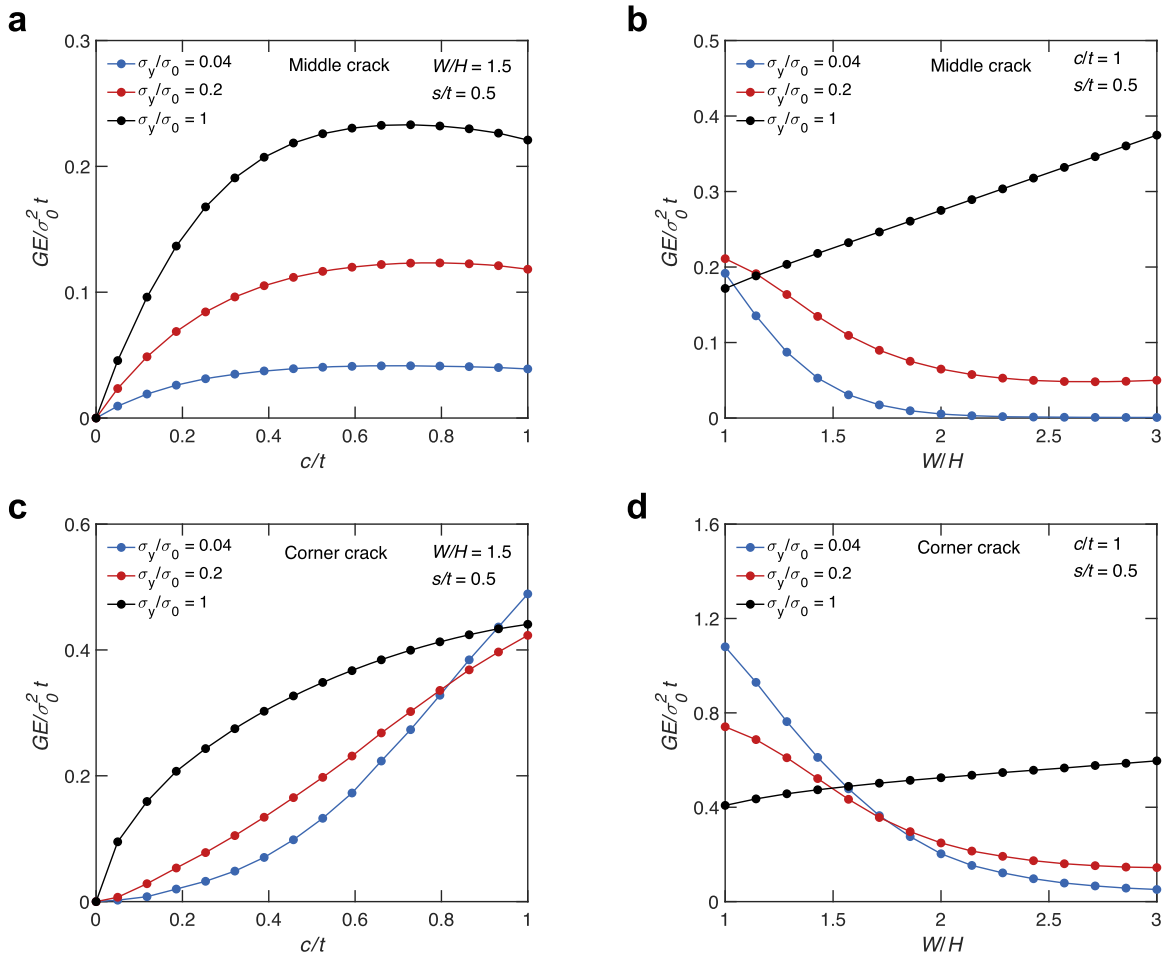 a
0.3
σy/σ0 = 0.04
σy/σ0 = 0.2
σy/σ0 = 1
Middle crack
W/H = 1.5
s/t = 0.5
0.2
0.1
0
GE/σ0² t
0 0.2 0.4 0.6 0.8 1
c/t
b
0.5
σy/σ0 = 0.04
σy/σ0 = 0.2
σy/σ0 = 1
Middle crack
c/t = 1
s/t = 0.5
0.4
0.3
0.2
0.1
0
GE/σ0² t
1 1.5 2 2.5 3
W/H
c
0.6
σy/σ0 = 0.04
σy/σ0 = 0.2
σy/σ0 = 1
Corner crack
W/H = 1.5
s/t = 0.5
0.4
0.2
0
GE/σ0² t
0 0.2 0.4 0.6 0.8 1
c/t
d
1.6
σy/σ0 = 0.04
σy/σ0 = 0.2
σy/σ0 = 1
Corner crack
c/t = 1
s/t = 0.5
1.2
0.8
0.4
0
GE/σ0² t
1 1.5 2 2.5 3
W/H